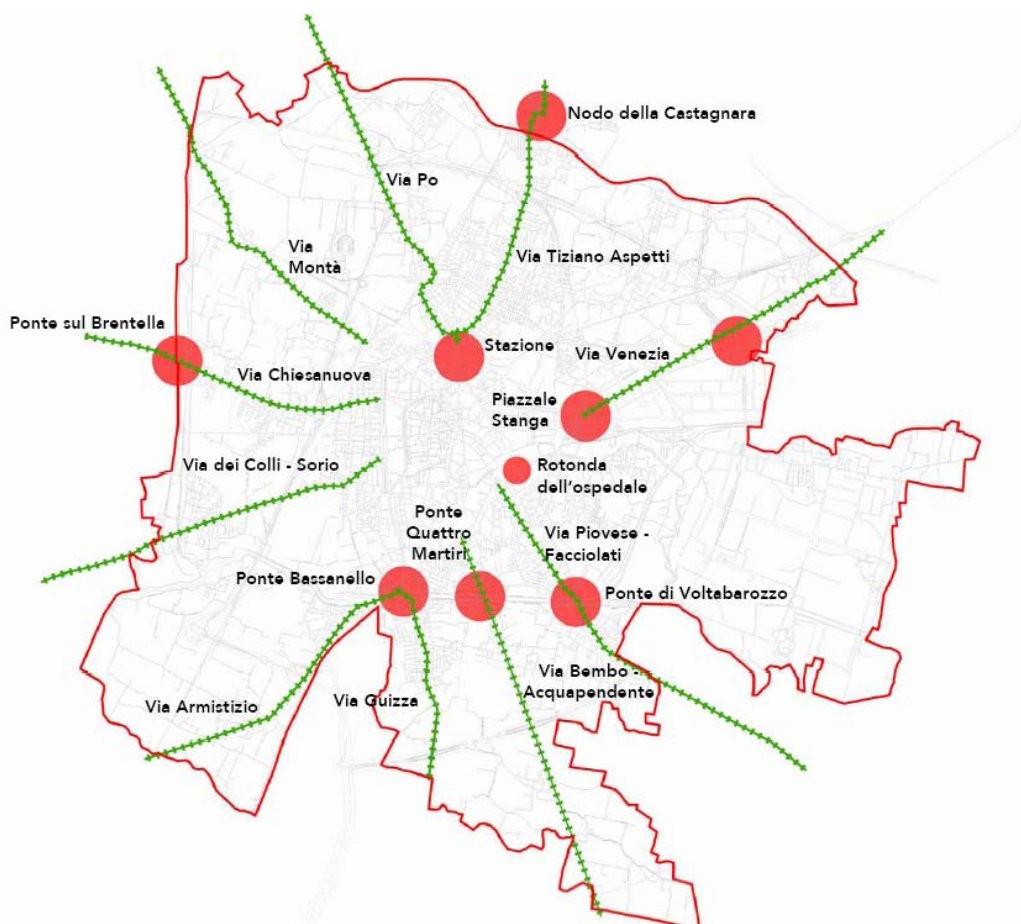 Nodo della Castagnara
Via Po
Via
Montà
Via Tiziano Aspetti
Ponte sul Brentella
Stazione
Via Venezia
Via Chiesanuova
Piazzale
Stanga
Via dei Colli - Sorio
Rotonda
dell'ospedale
Ponte
Quattro
Martiri
Via Piovese -
Facciolati
Ponte Bassanello
Ponte di Voltabarozzo
Via Bembo -
Acquapendente
Via Armistizio
Via Guizza